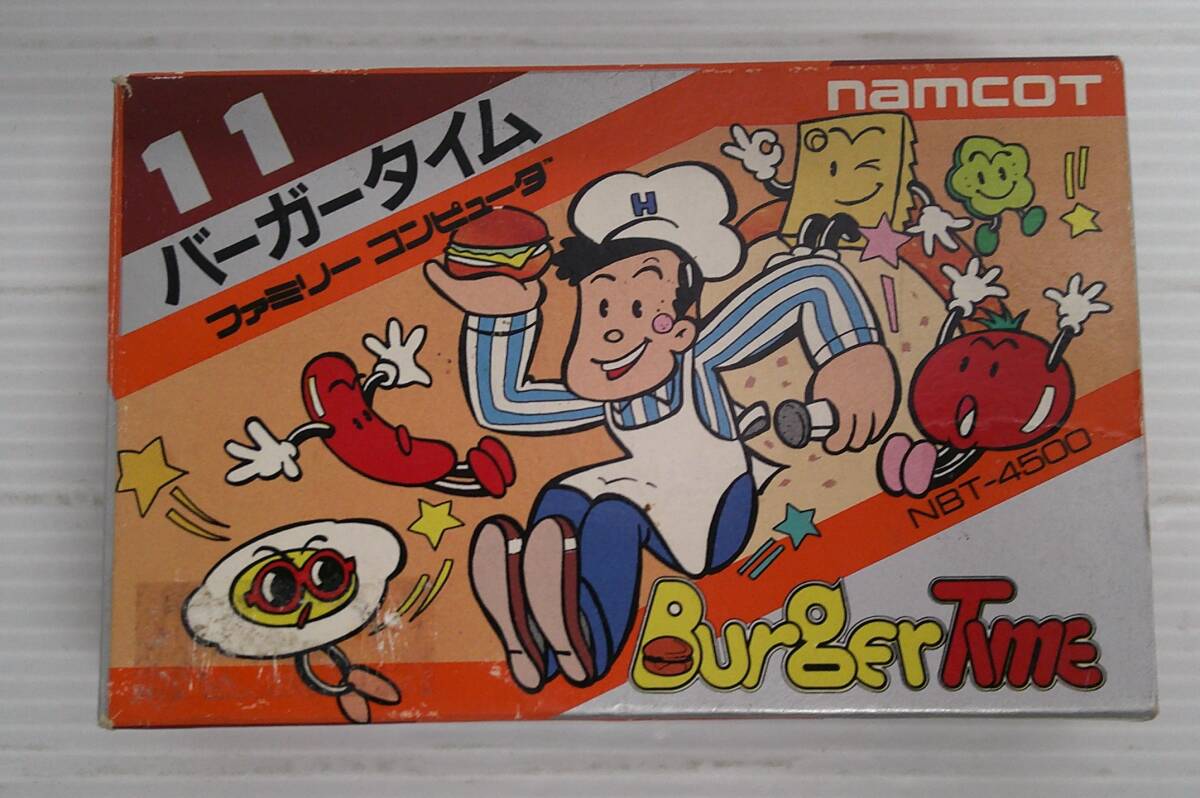 11
バーガータイム
ファミリー コンピュータ
namcoT
H
NBT-4500
BurgerTime